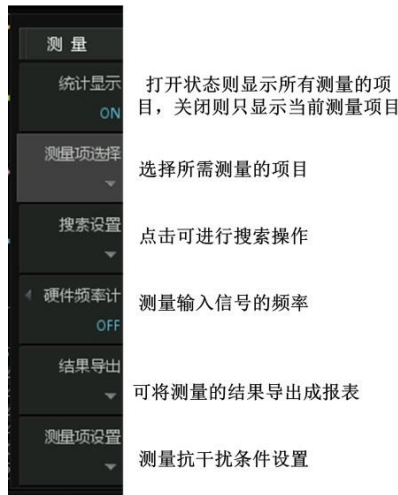 测 量
统计显示
ON
打开状态则显示所有测量的项
目，关闭则只显示当前测量项目
测量项选择
选择所需测量的项目
搜索设置
点击可进行搜索操作
硬件频率计
OFF
测量输入信号的频率
结果导出
可将测量的结果导出成报表
测量项设置
测量抗干扰条件设置